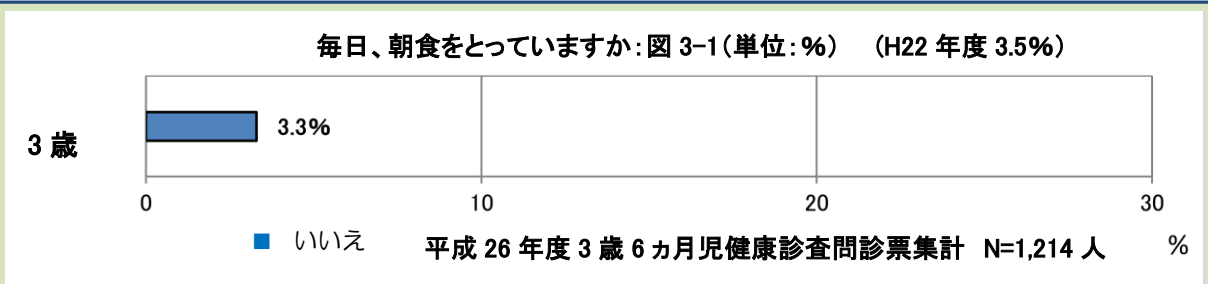 毎日、朝食をとっていますか:図 3-1(単位:%) (H22 年度 3.5%)
3.3%
3 歳
0 10 20 30
■ いいえ 平成 26 年度 3 歳 6 ヵ月児健康診査問診票集計 N=1,214 人 %